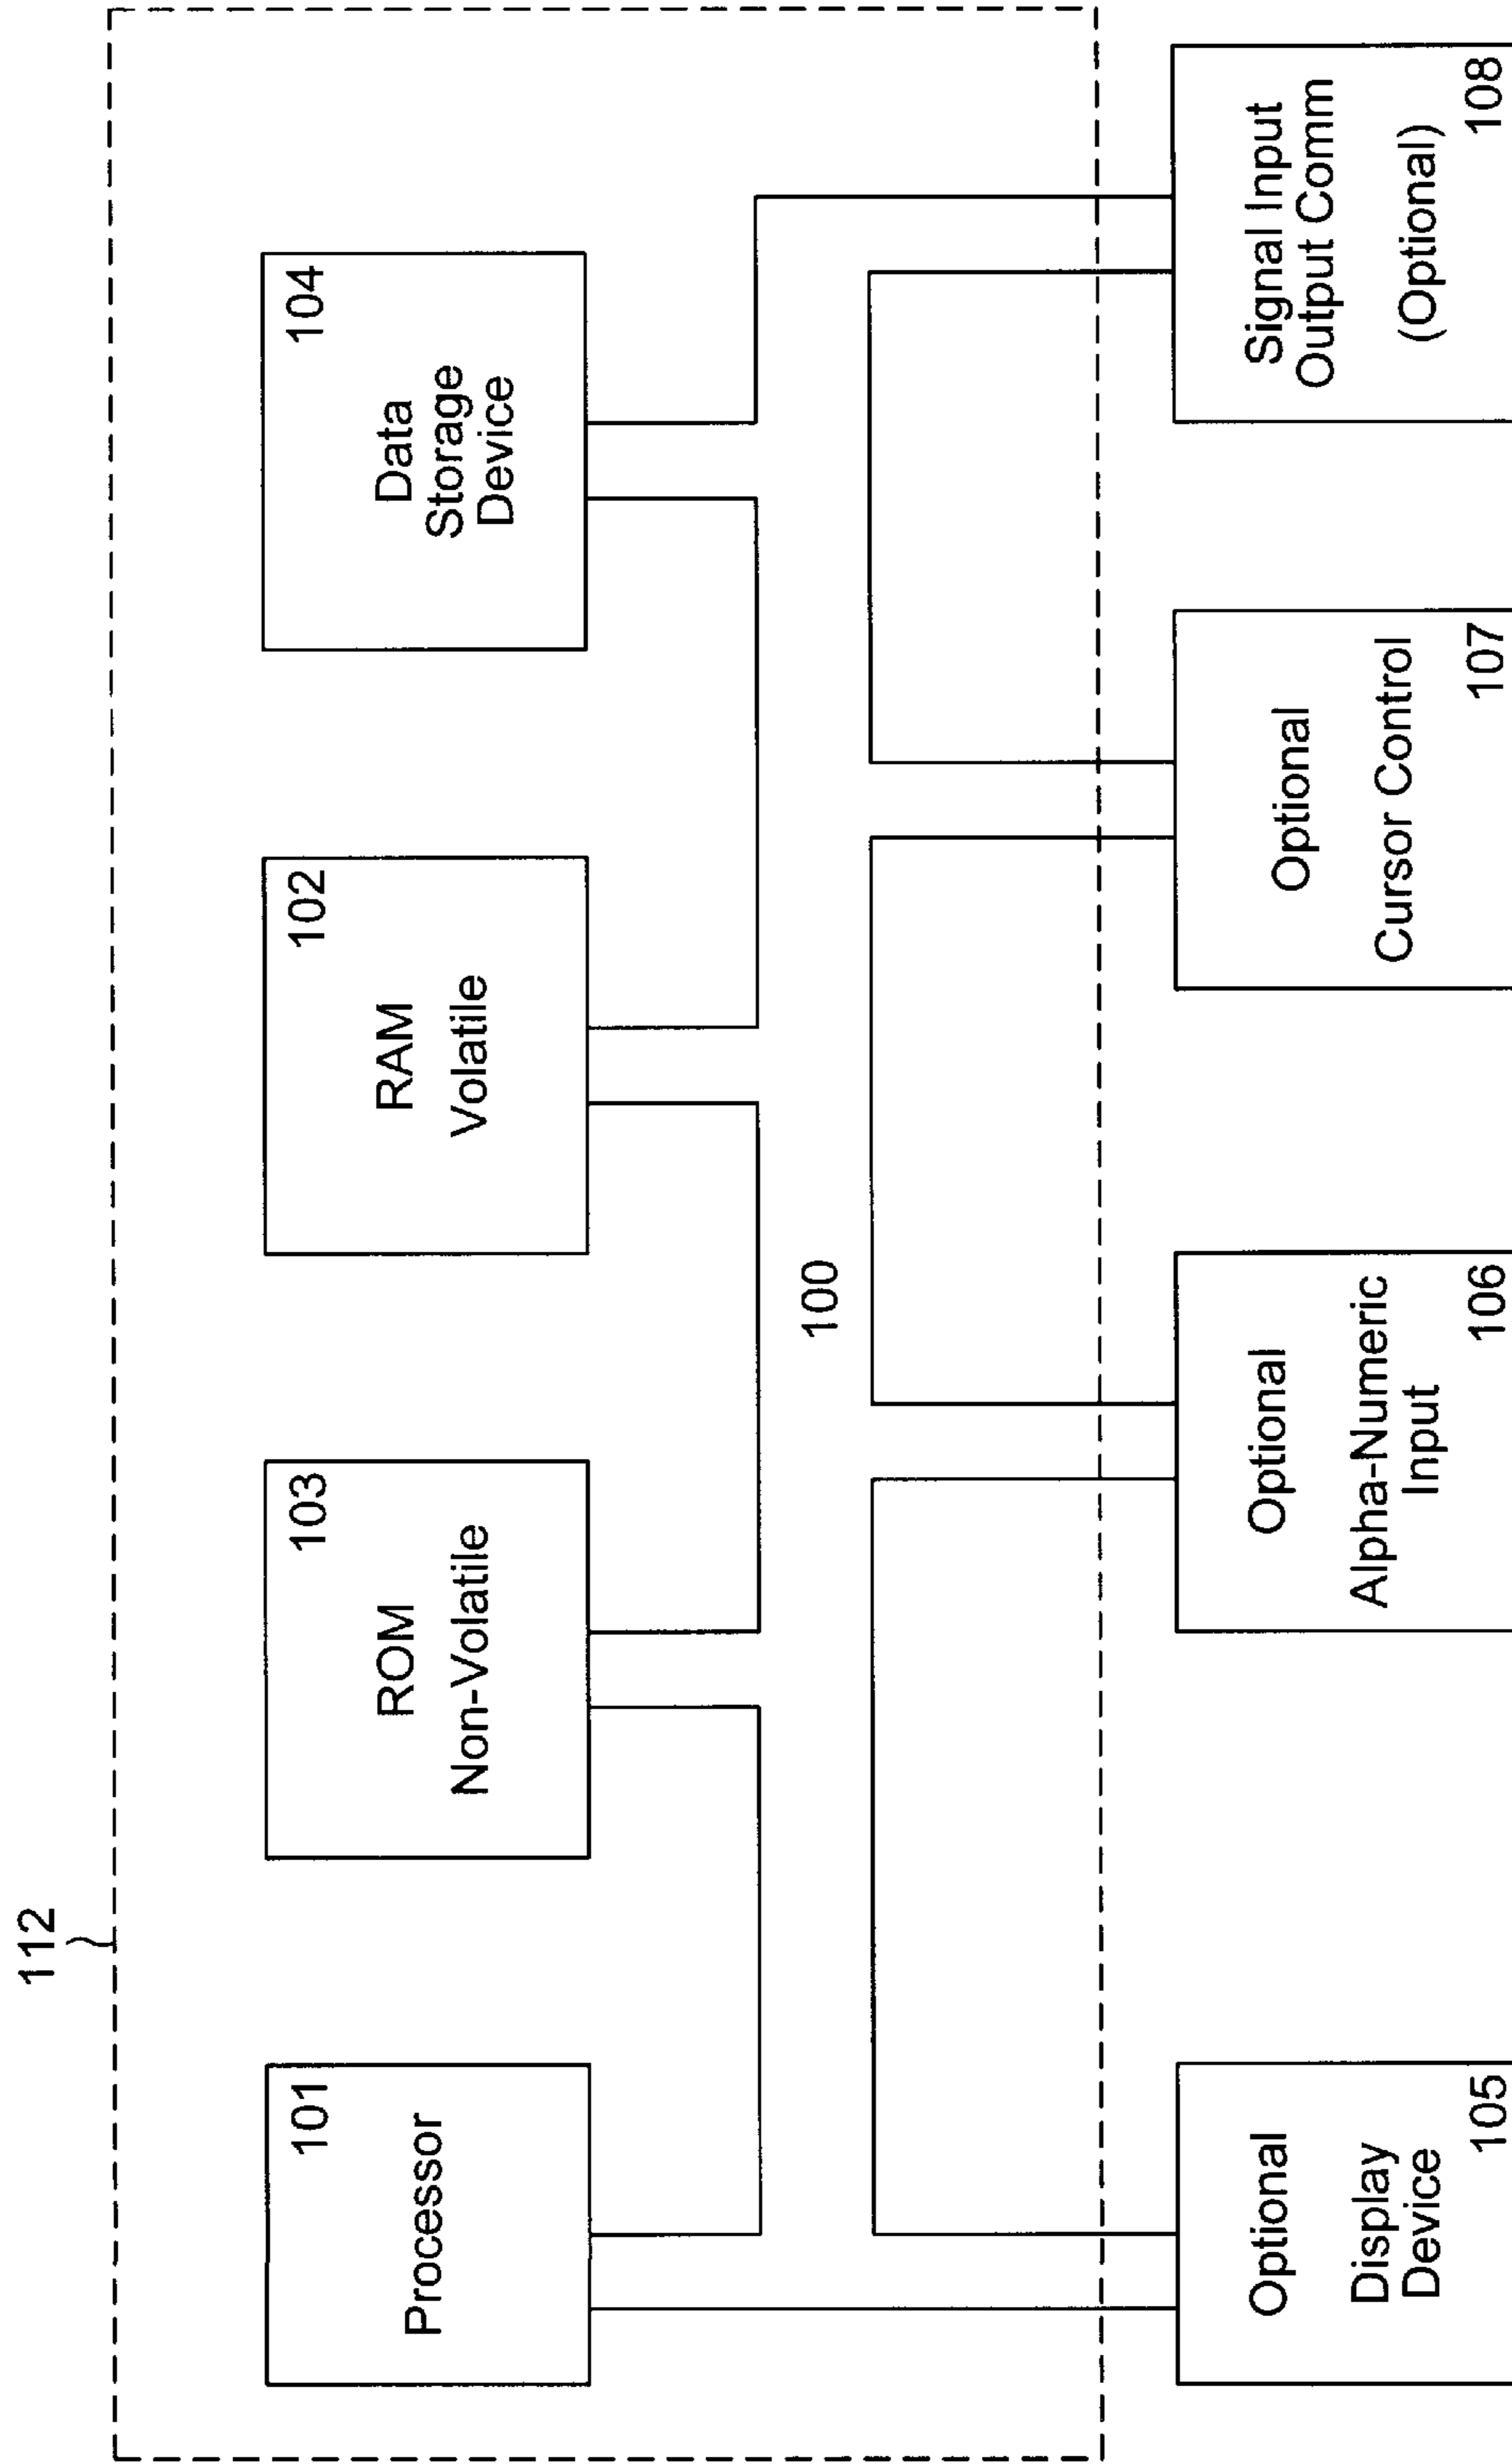 112
101
Processor
103
ROM
Non-Volatile
102
RAM
Volatile
104
Data
Storage
Device
100
Optional
Display
Device
105
Optional
Alpha-Numeric
Input
106
Optional
Cursor Control
107
Signal Input
Output Comm
(Optional)
108